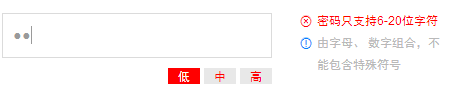 密码只支持6-20位字符
由字母、 数字组合，不
能包含特殊符号
低 中 高